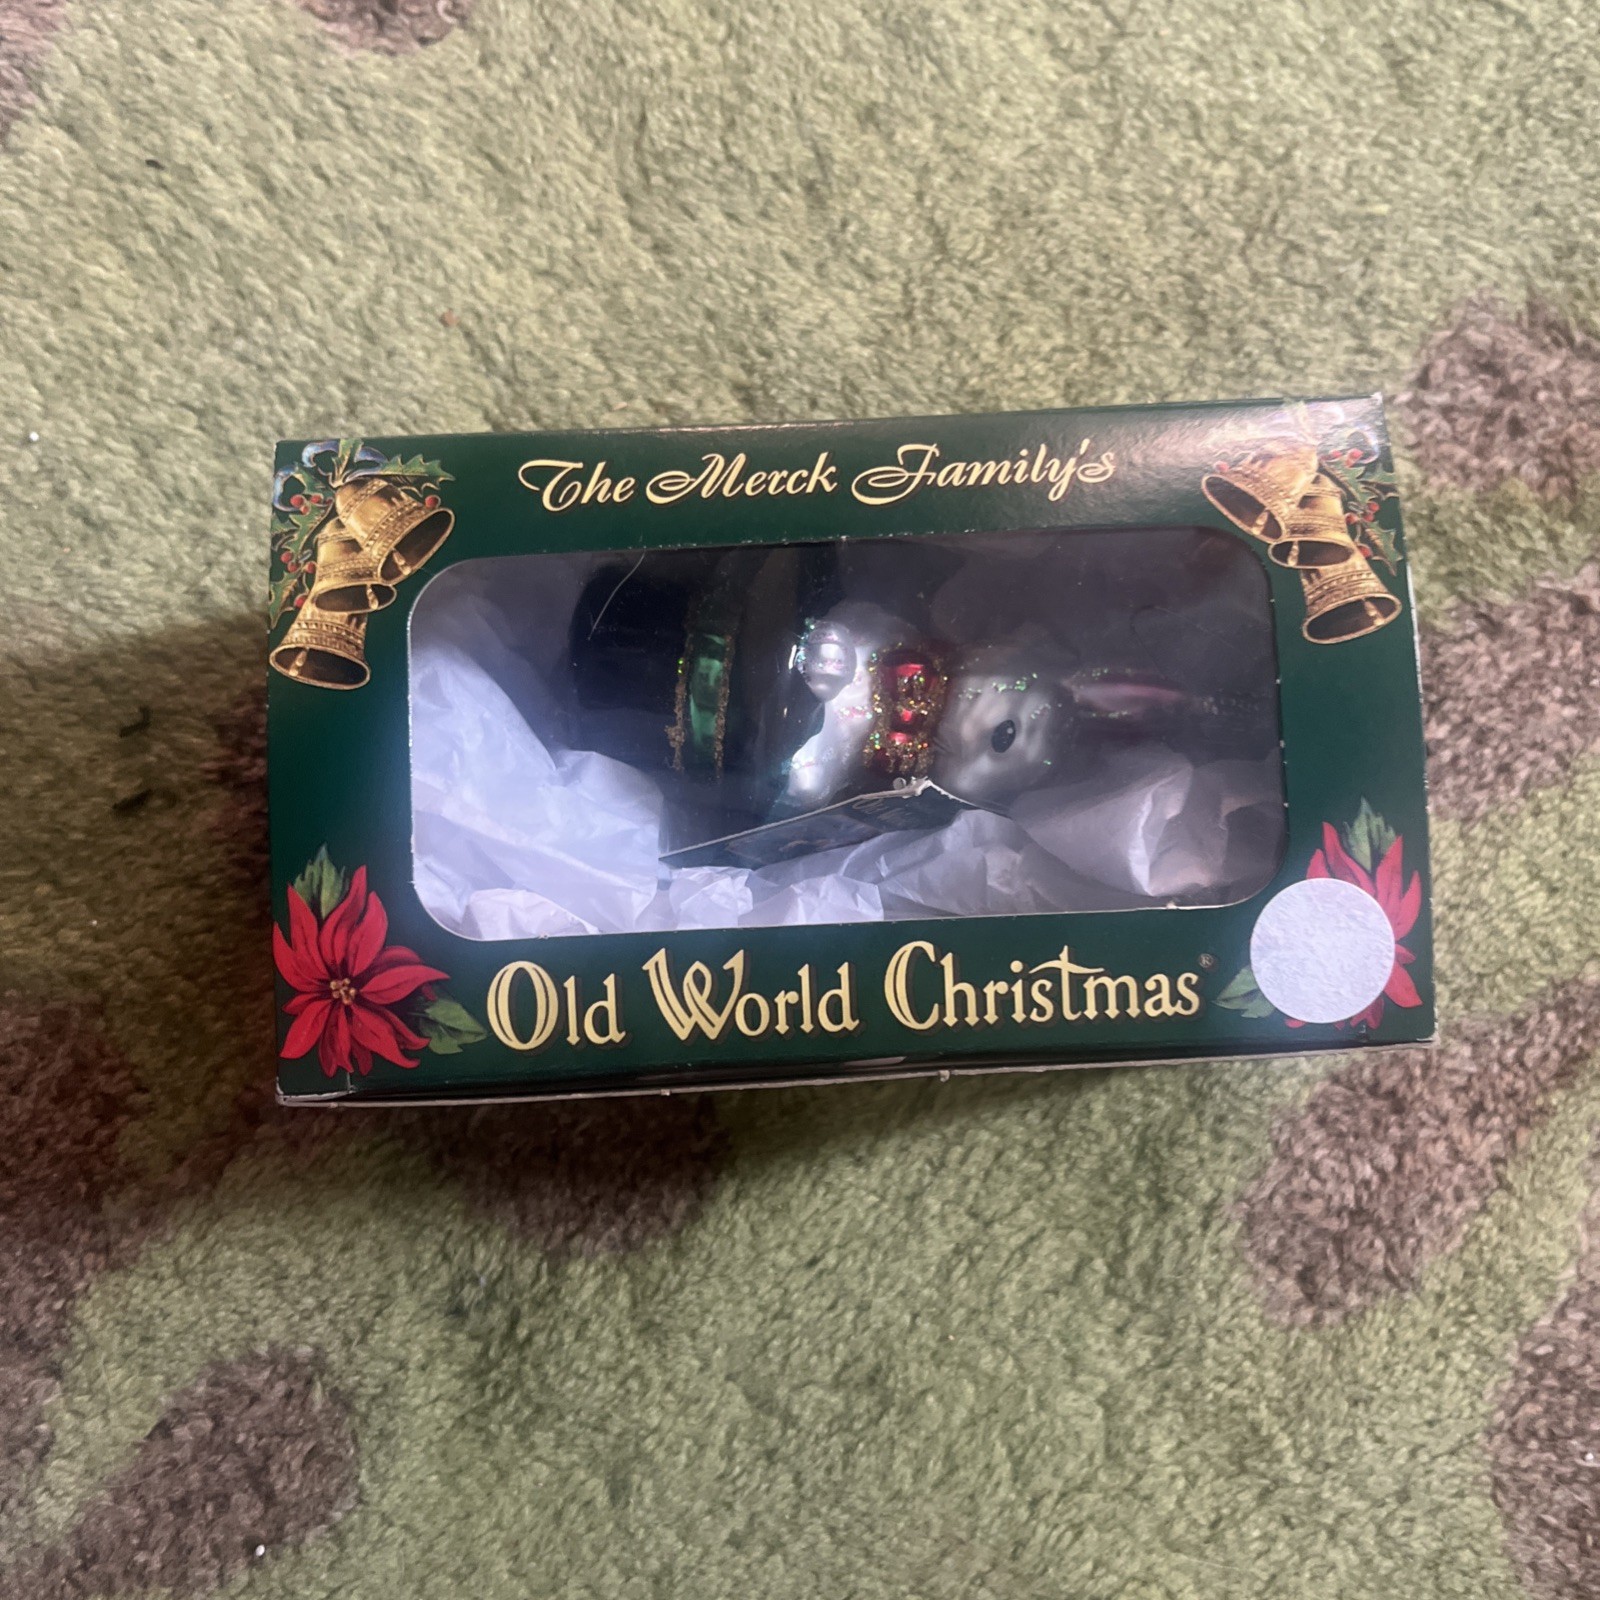 The Merck Family's
Old World Christmas®